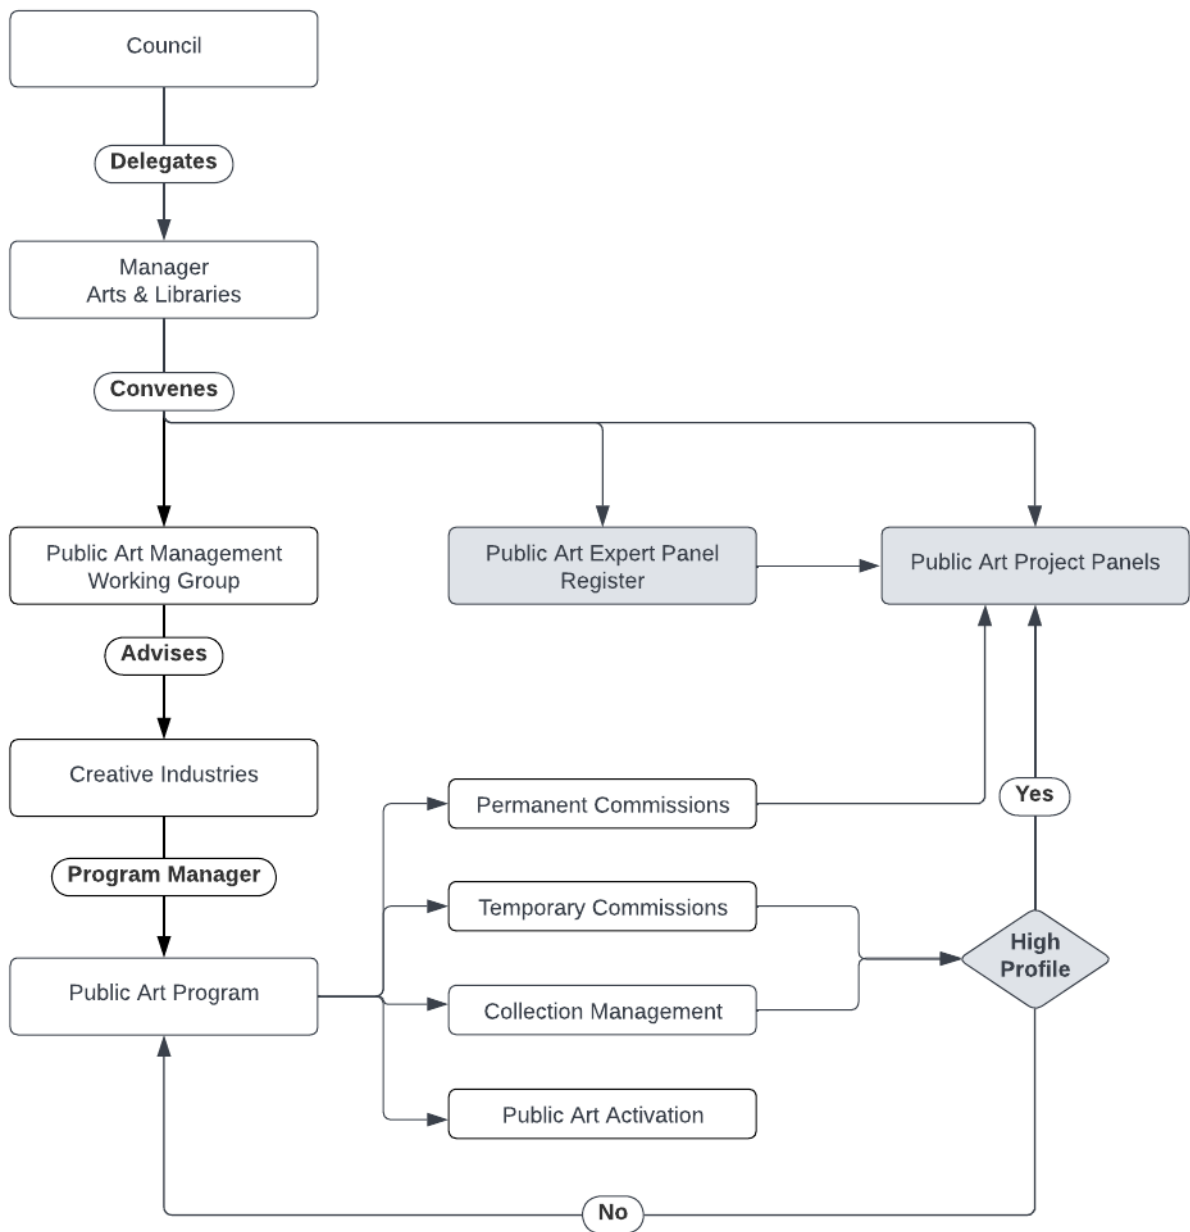 Council
Delegates
Manager
Arts & Libraries
Convenes
Public Art Management
Working Group
Public Art Expert Panel
Register
Public Art Project Panels
Advises
Creative Industries
Permanent Commissions
Yes
Program Manager
Temporary Commissions
High
Profile
Public Art Program
Collection Management
Public Art Activation
No